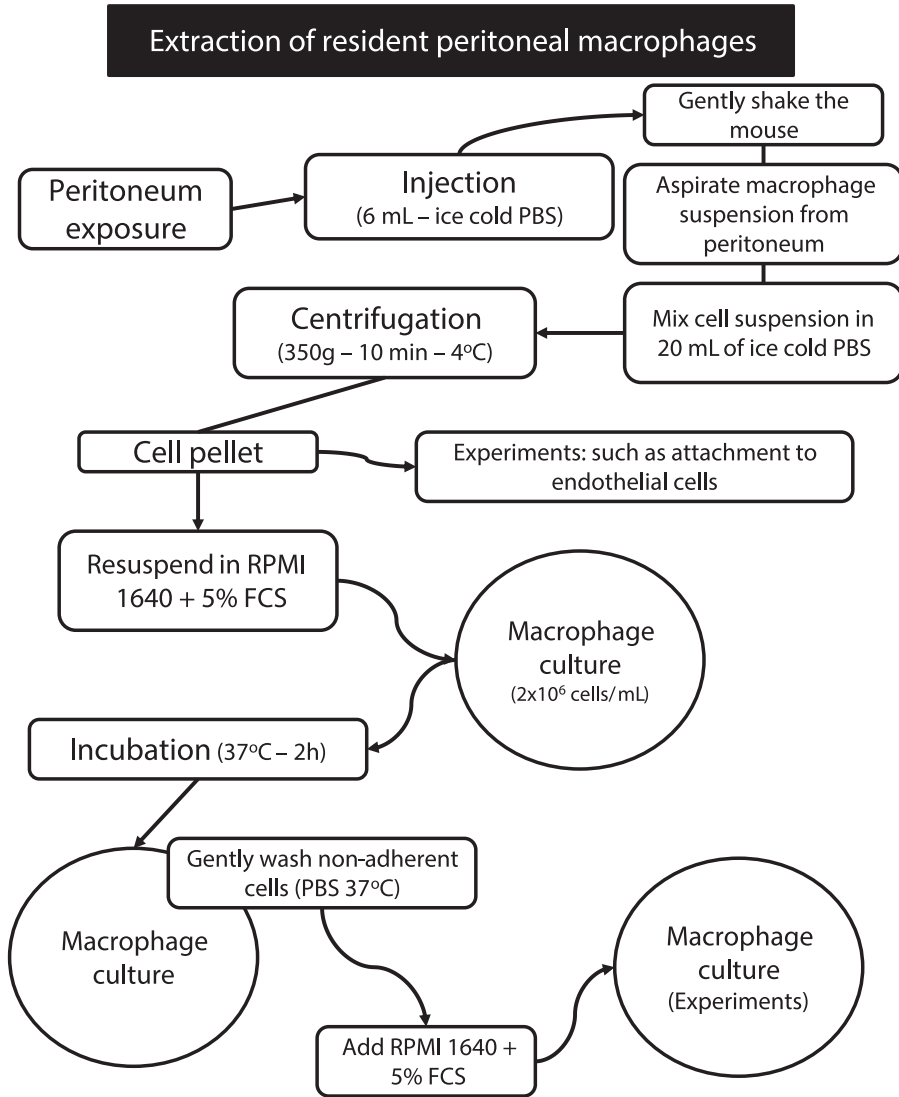 Extraction of resident peritoneal macrophages
Gently shake the
mouse
Peritoneum
exposure
Injection
(6 mL – ice cold PBS)
Aspirate macrophage
suspension from
peritoneum
Centrifugation
(350g – 10 min – 4ºC)
Mix cell suspension in
20 mL of ice cold PBS
Cell pellet
Experiments: such as attachment to
endothelial cells
Resuspend in RPMI
1640 + 5% FCS
Macrophage
culture
(2x10⁶ cells/mL)
Incubation (37ºC – 2h)
Gently wash non-adherent
cells (PBS 37ºC)
Macrophage
culture
Macrophage
culture
(Experiments)
Add RPMI 1640 +
5% FCS